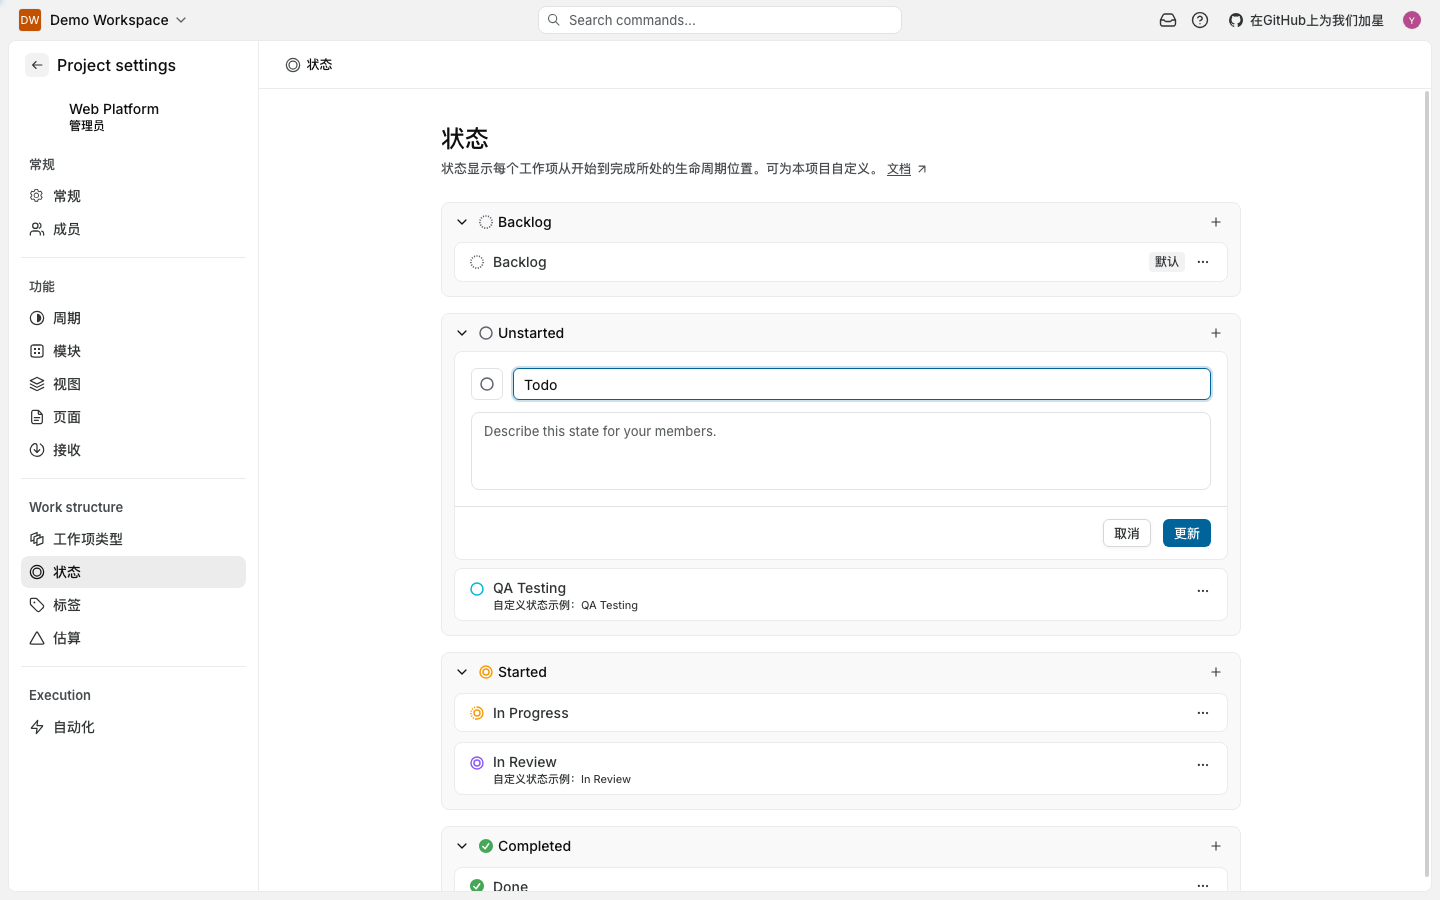 DW Demo Workspace
Search commands...
在GitHub上为我们加星
Y
Project settings
Web Platform
管理员
常规
常规
成员
功能
周期
模块
视图
页面
接收
Work structure
工作项类型
状态
标签
估算
Execution
自动化
状态
状态
状态显示每个工作项从开始到完成所处的生命周期位置。可为本项目自定义。 文档
Backlog
Backlog
默认
Unstarted
Todo
Describe this state for your members.
取消
更新
QA Testing
自定义状态示例：QA Testing
Started
In Progress
In Review
自定义状态示例：In Review
Completed
Done